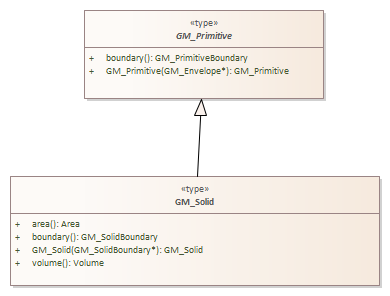 «type»
GM_Primitive
+ boundary(): GM_PrimitiveBoundary
+ GM_Primitive(GM_Envelope*): GM_Primitive
«type»
GM_Solid
+ area(): Area
+ boundary(): GM_SolidBoundary
+ GM_Solid(GM_SolidBoundary*): GM_Solid
+ volume(): Volume